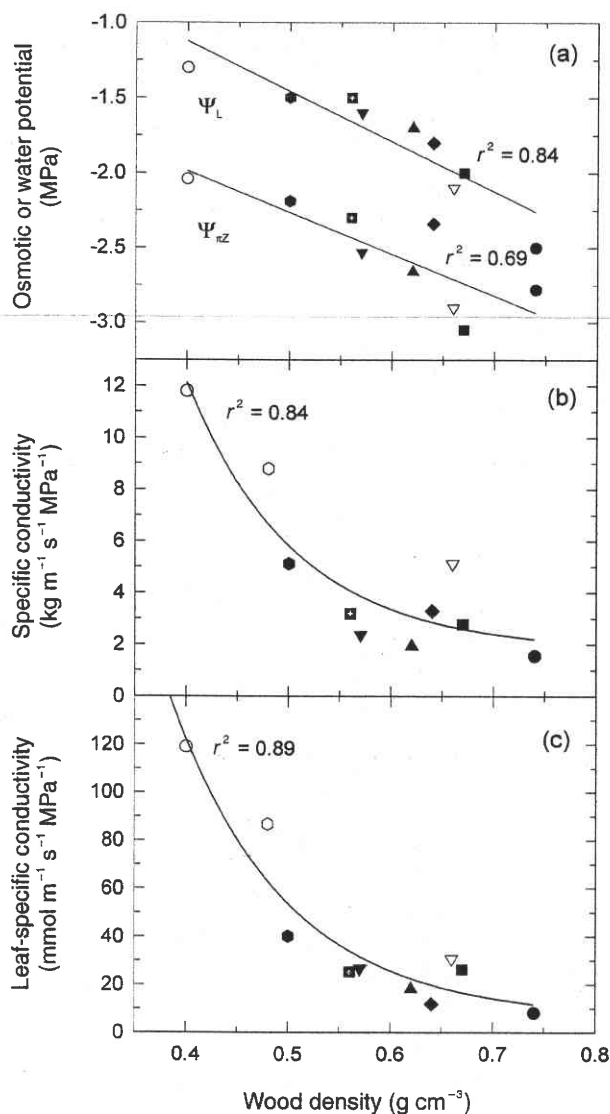 (a)
Osmotic or water potential
(MPa)
-1.0
-1.5
-2.0
-2.5
-3.0
Ψ_L
Ψ_πZ
r² = 0.84
r² = 0.69
(b)
Specific conductivity
(kg m⁻¹ s⁻¹ MPa⁻¹)
12
10
8
6
4
2
0
r² = 0.84
(c)
Leaf-specific conductivity
(mmol m⁻¹ s⁻¹ MPa⁻¹)
120
100
80
60
40
20
0
r² = 0.89
0.4 0.5 0.6 0.7 0.8
Wood density (g cm⁻³)